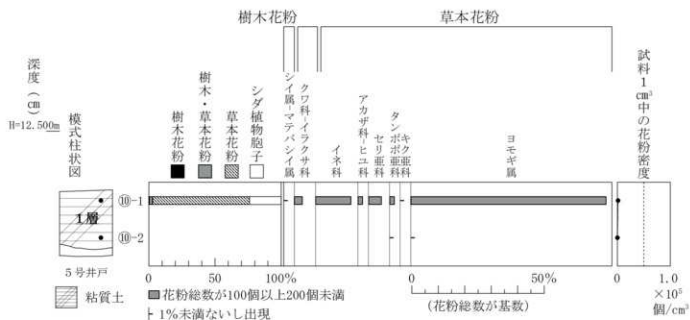 樹木花粉
草本花粉
深度
(cm)
H=12.500m
模式柱状図
樹木花粉
樹木・草本花粉
草本花粉
シダ植物胞子
シイ属-マテバシイ属
クワ科-イラクサ科
イネ科
アカザ科-ヒユ科
セリ亜科
タンポポ亜科
キク亜科
ヨモギ属
試料1cm³中の花粉密度
1層
⑩-1
⑩-2
5号井戸
粘質土
0 50 100%
花粉総数が100個以上200個未満
1%未満ないし出現
0 50%
(花粉総数が基数)
0 1.0
×10⁵
個/cm³